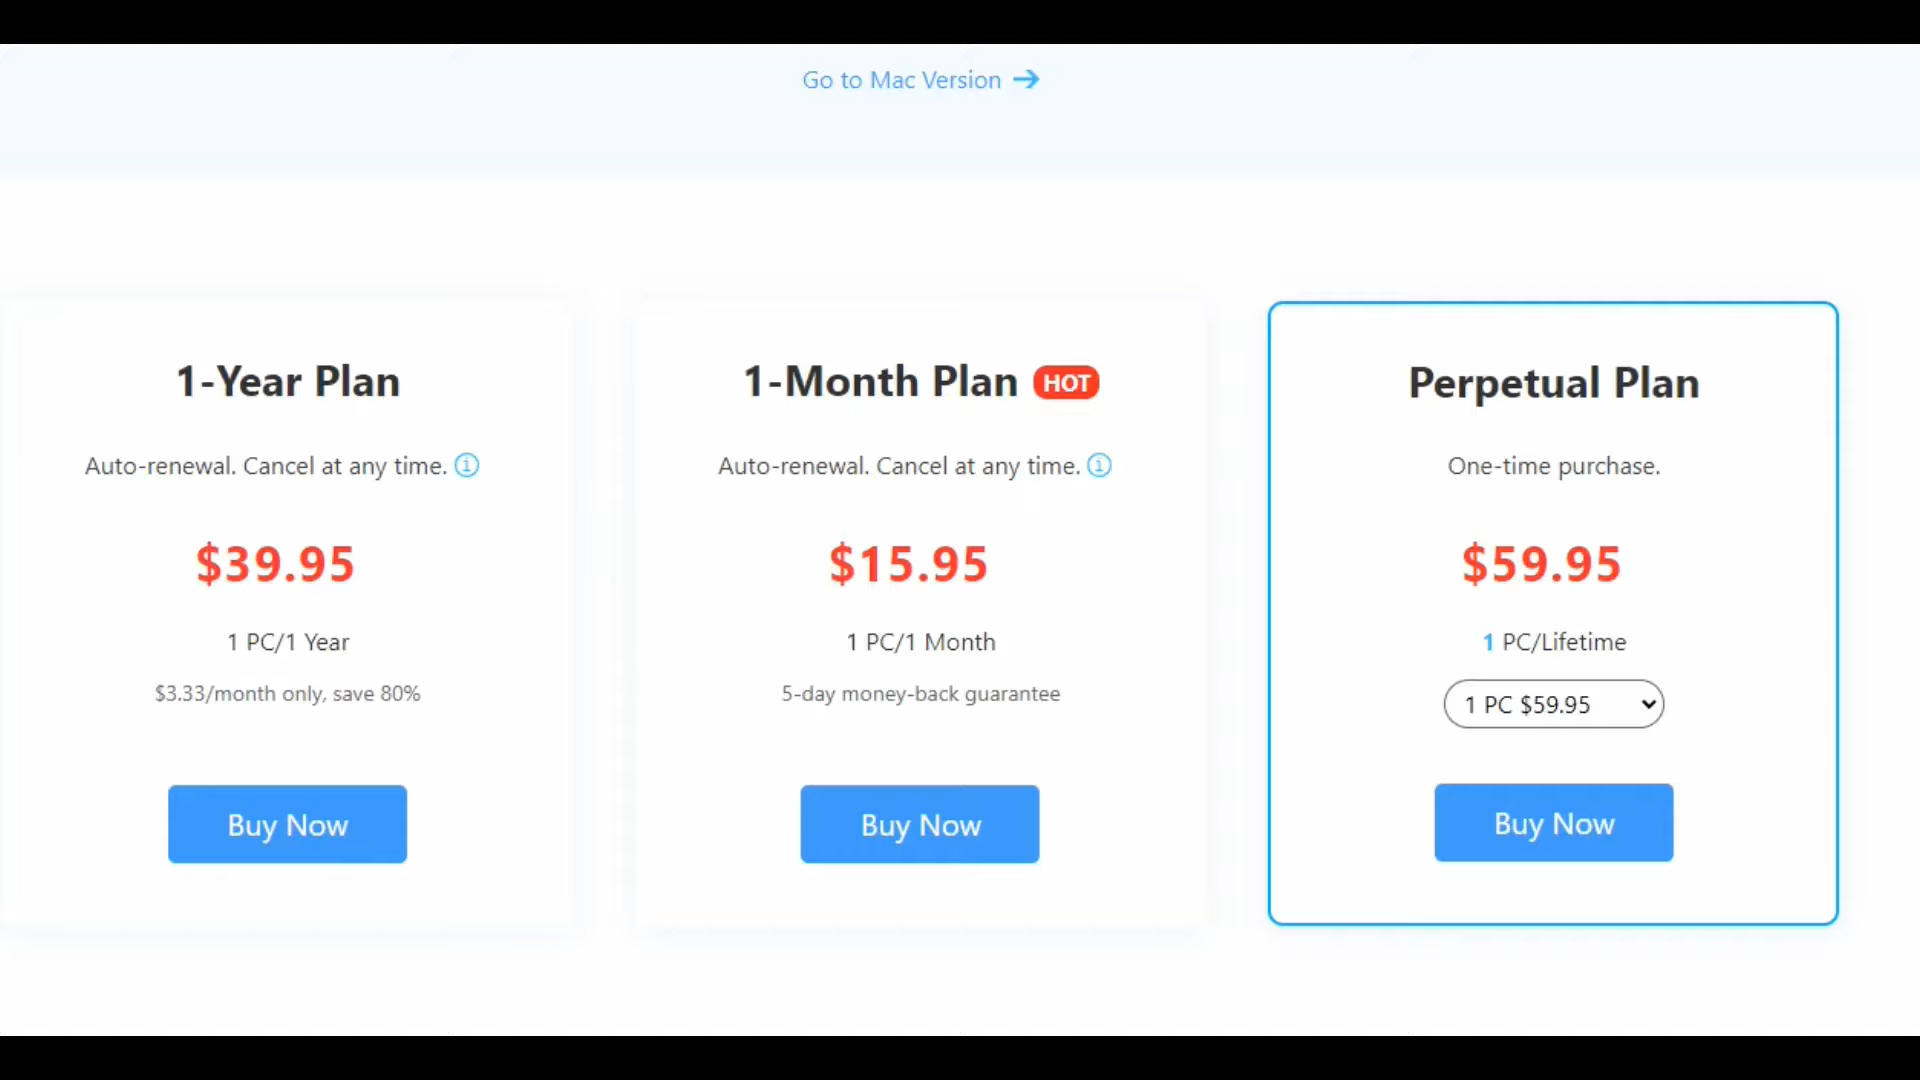 Go to Mac Version
1-Year Plan
Auto-renewal. Cancel at any time.
$39.95
1 PC/1 Year
$3.33/month only, save 80%
Buy Now
1-Month Plan HOT
Auto-renewal. Cancel at any time.
$15.95
1 PC/1 Month
5-day money-back guarantee
Buy Now
Perpetual Plan
One-time purchase.
$59.95
1 PC/Lifetime
1 PC $59.95
Buy Now